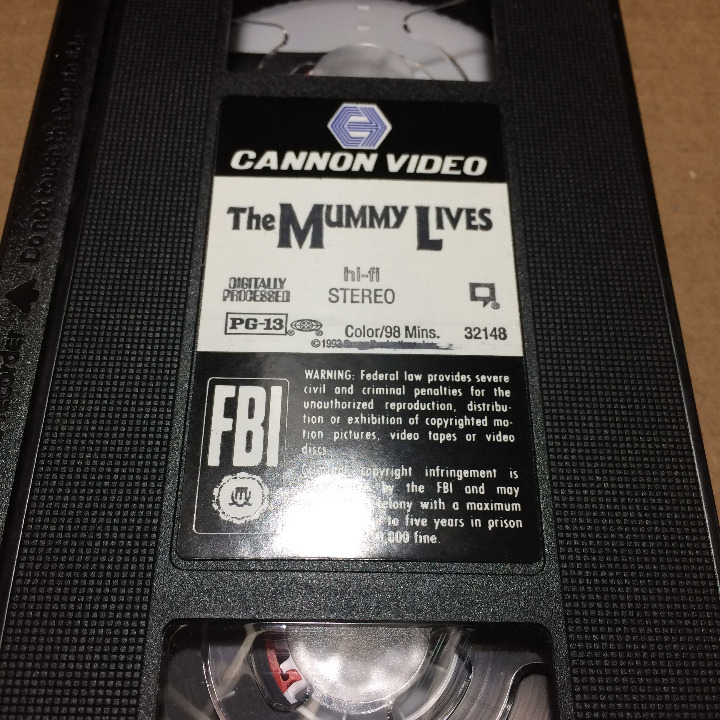 CANNON VIDEO
The MUMMY LIVES
hi-fi
DIGITALLY
PROCESSED
STEREO
PG-13
Color/98 Mins.
32148
FBI
WARNING: Federal law provides severe
civil and criminal penalties for the
unauthorized reproduction, distribu-
tion or exhibition of copyrighted mo-
tion pictures, video tapes or video
discs.
Criminal copyright infringement is
by the FBI and may
felony with a maximum
to five years in prison
fine.
Do not touch the tape inside